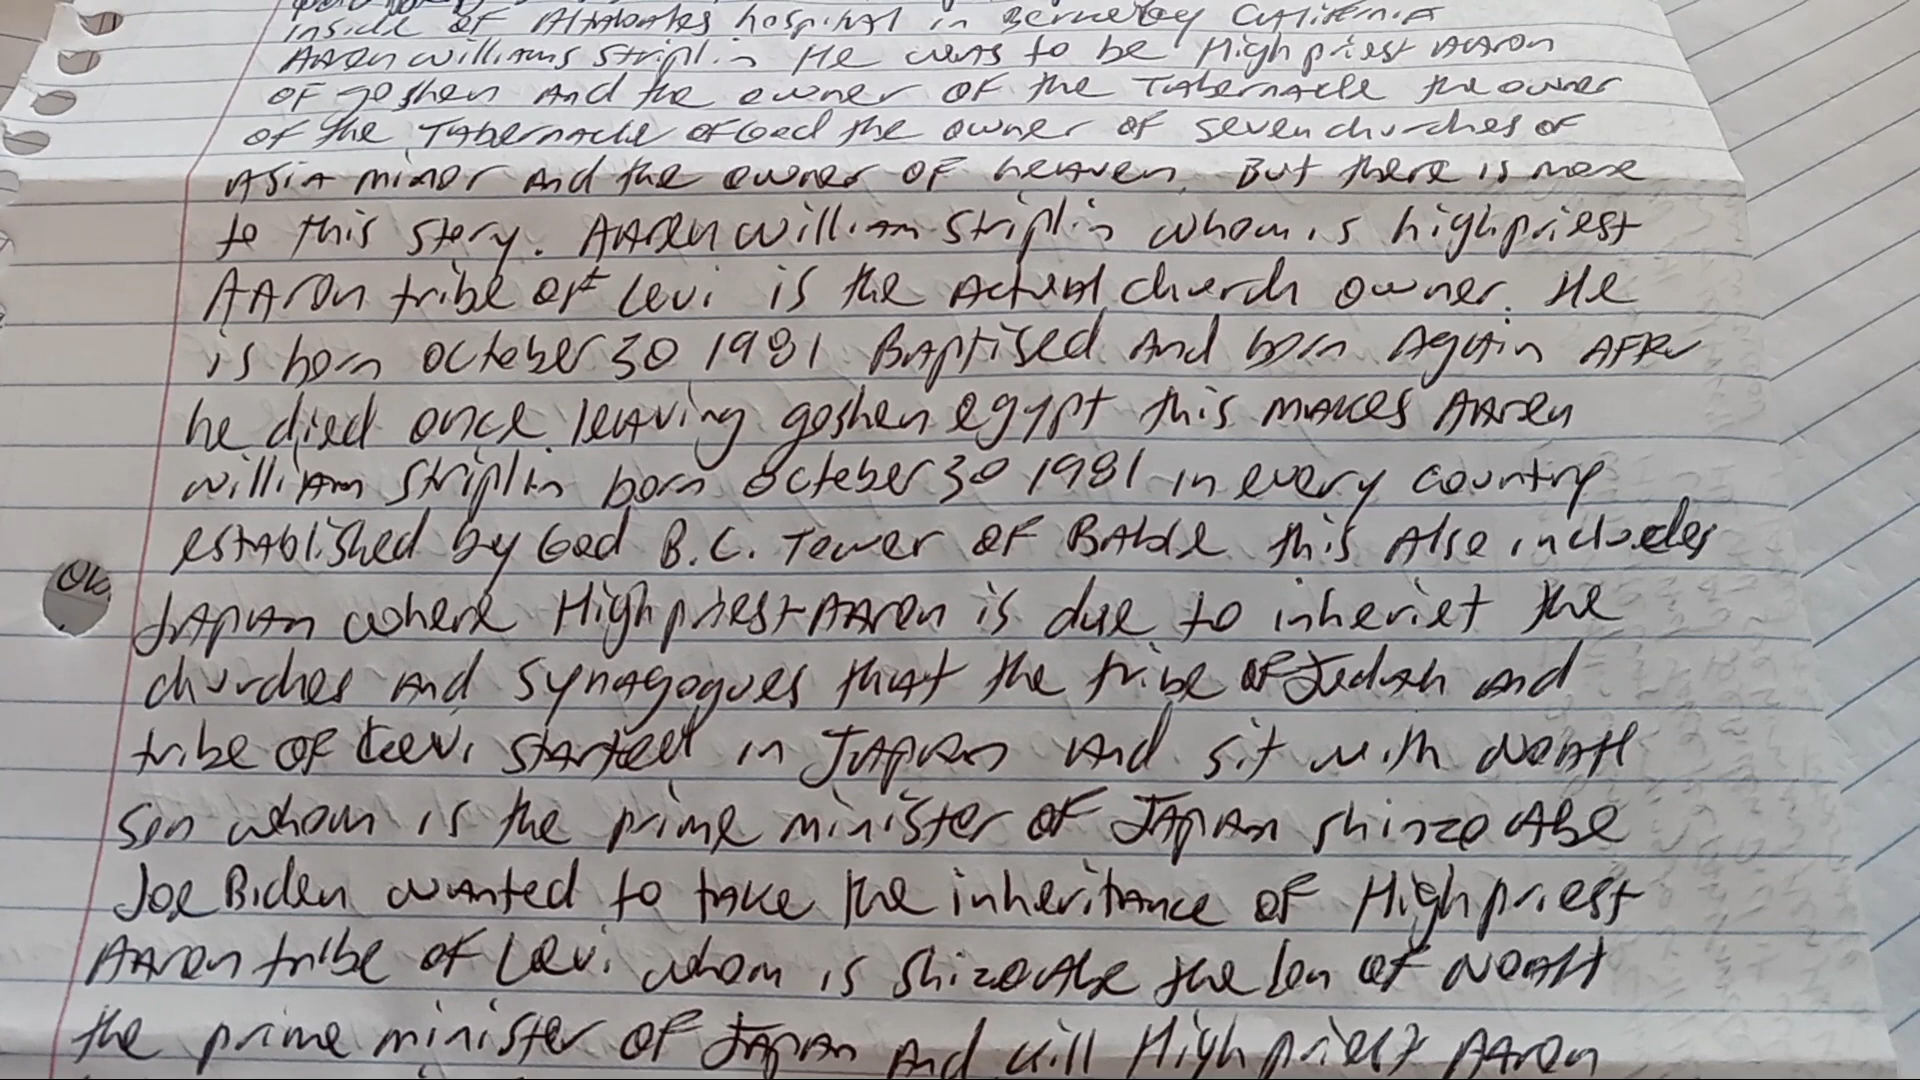 inside of Altabates hospital in Berkeley California
Aaron Williams Striplin He was to be High priest Aaron
of goshen and the owner of the Tabernacle the owner
of the Tabernacle of God the owner of seven churches of
Asia minor and the owner of heaven. But there is more
to this story. Aaron William Striplin whom is high priest
Aaron tribe of Levi is the actual church owner. He
is born October 30 1981 Baptised and born Again AFRr
he died once leaving goshen egypt this makes Aaron
William Striplin born October 30 1981 in every country
established by God B.C. Tower of Bable this Also includes
OK
Japan where High priest Aaron is due to inheriet the
churches and synagogues that the tribe of Judah and
tribe of Levi started in Japan and sit with Noah
son whom is the prime minister of Japan shinzo Abe
Joe Biden wanted to take the inheritance of High priest
Aaron tribe of Levi whom is shizo Abe the son of Noah
the prime minister of Japan and kill High priest Aaron